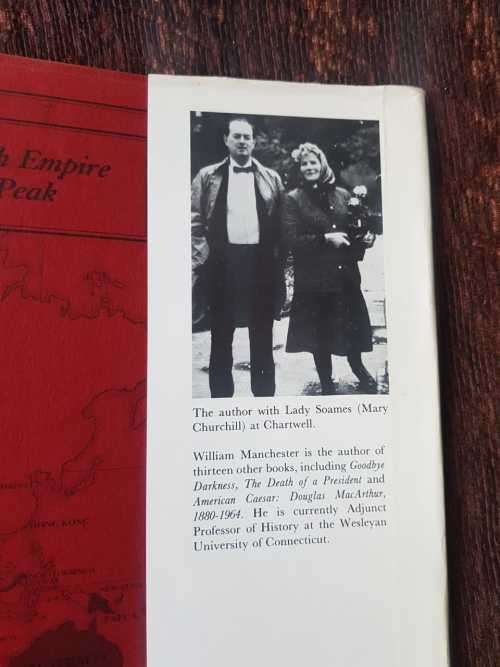 h Empire
Peak
HONG KONG
The author with Lady Soames (Mary
Churchill) at Chartwell.
William Manchester is the author of
thirteen other books, including Goodbye
Darkness, The Death of a President and
American Caesar: Douglas MacArthur,
1880-1964. He is currently Adjunct
Professor of History at the Wesleyan
University of Connecticut.